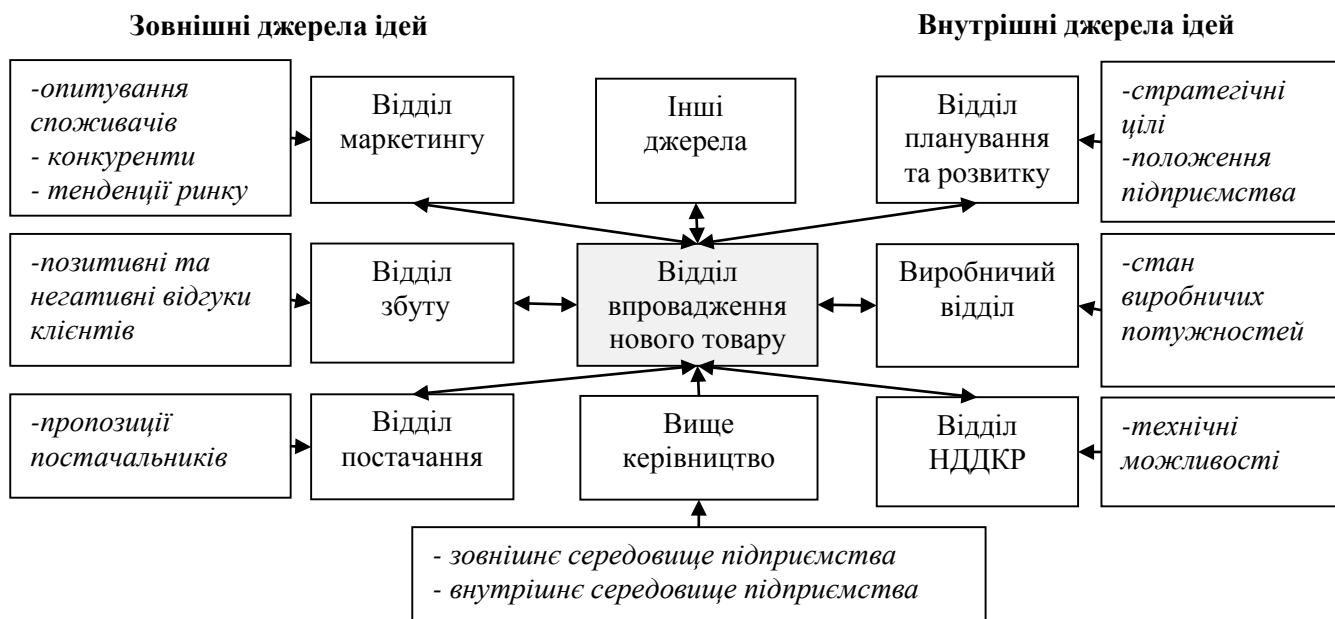 Зовнішні джерела ідей
Внутрішні джерела ідей
-опитування
споживачів
- конкуренти
- тенденції ринку
Відділ
маркетингу
Інші
джерела
Відділ
планування
та розвитку
-стратегічні
цілі
-положення
підприємства
-позитивні та
негативні відгуки
клієнтів
Відділ
збуту
Відділ
впровадження
нового товару
Виробничий
відділ
-стан
виробничих
потужностей
-пропозиції
постачальників
Відділ
постачання
Вище
керівництво
Відділ
НДДКР
-технічні
можливості
- зовнішнє середовище підприємства
- внутрішнє середовище підприємства